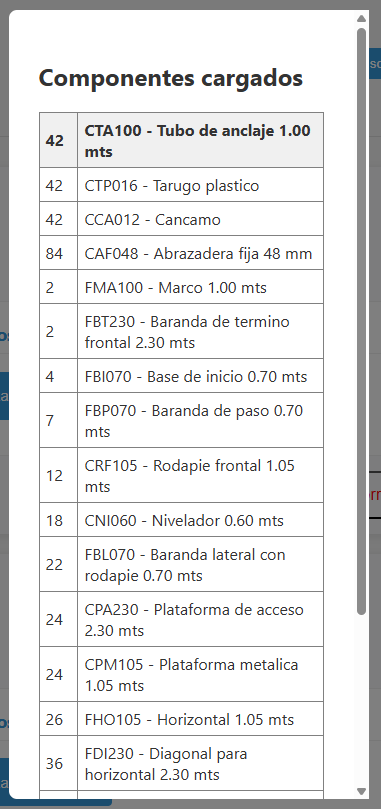 Componentes cargados
42 CTA100 - Tubo de anclaje 1.00
mts
42 CTP016 - Tarugo plastico
42 CCA012 - Cancamo
84 CAF048 - Abrazadera fija 48 mm
2 FMA100 - Marco 1.00 mts
2 FBT230 - Baranda de termino
frontal 2.30 mts
4 FBI070 - Base de inicio 0.70 mts
7 FBP070 - Baranda de paso 0.70
mts
12 CRF105 - Rodapie frontal 1.05
mts
18 CNI060 - Nivelador 0.60 mts
22 FBL070 - Baranda lateral con
rodapie 0.70 mts
24 CPA230 - Plataforma de acceso
2.30 mts
24 CPM105 - Plataforma metalica
1.05 mts
26 FHO105 - Horizontal 1.05 mts
36 FDI230 - Diagonal para
horizontal 2.30 mts